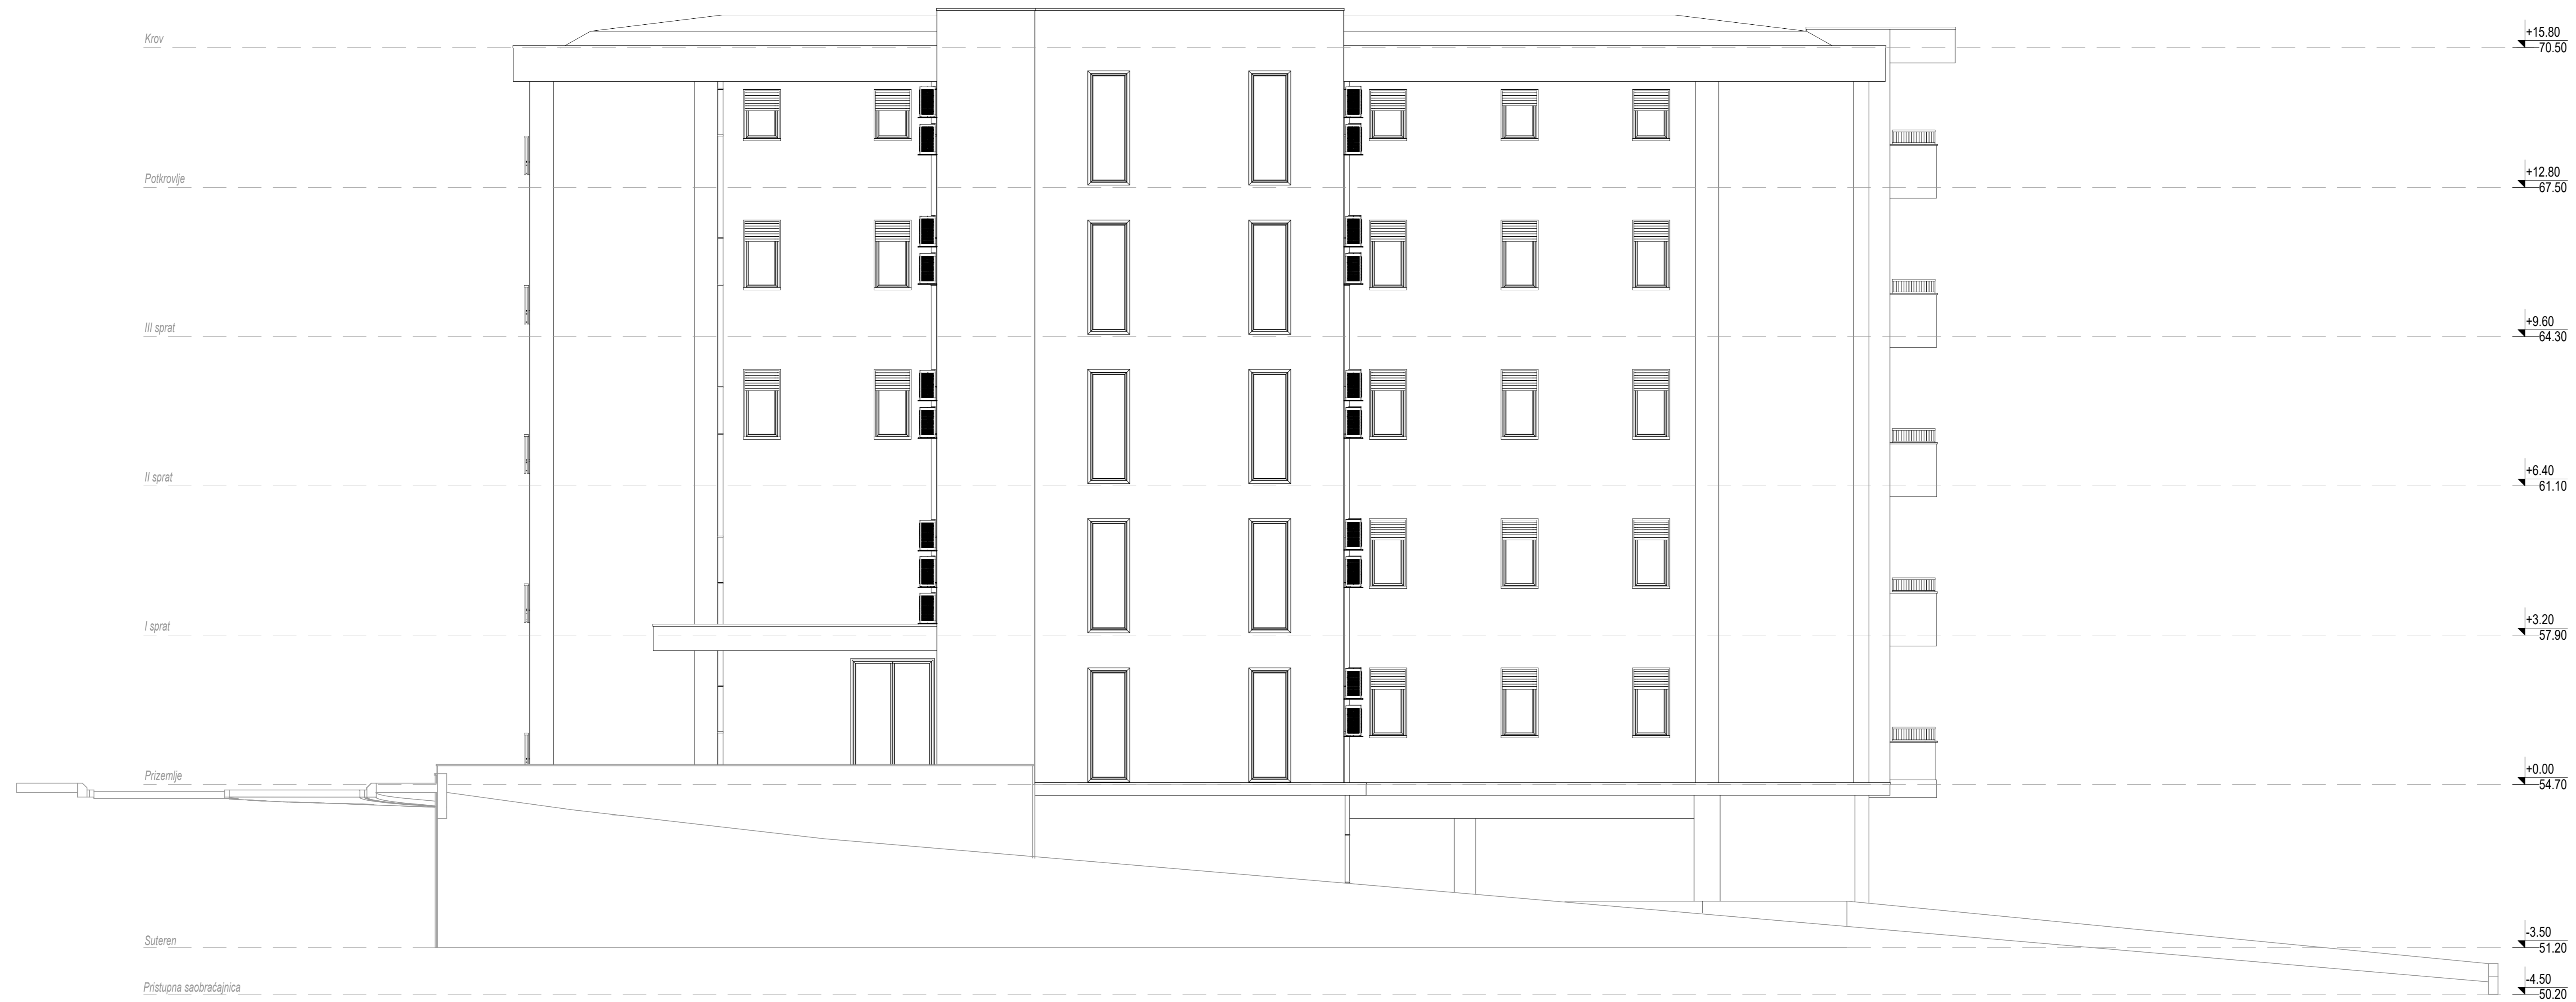 Krov
+15.80
70.50
Potkrovlje
+12.80
67.50
III sprat
+9.60
64.30
II sprat
+6.40
61.10
I sprat
+3.20
57.90
Prizemlje
+0.00
54.70
Suteren
-3.50
51.20
Pristupna saobraćajnica
-4.50
50.20